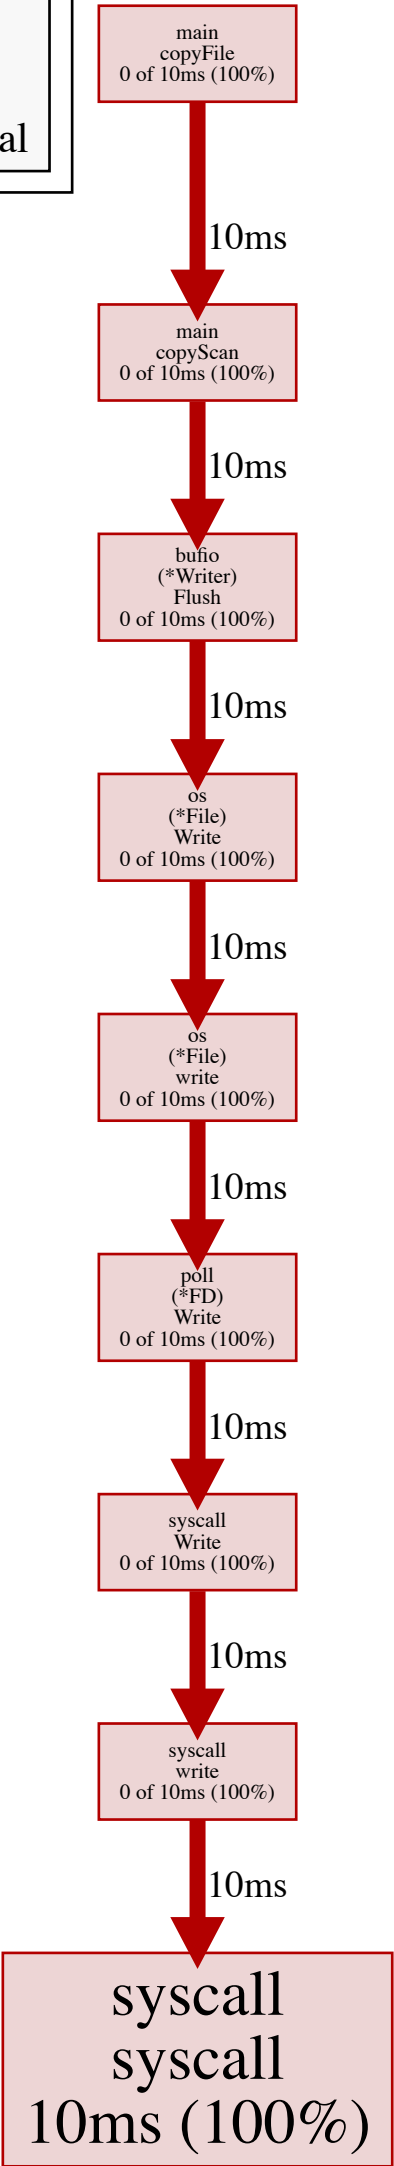 main
copyFile
0 of 10ms (100%)
al
10ms
main
copyScan
0 of 10ms (100%)
10ms
bufio
(*Writer)
Flush
0 of 10ms (100%)
10ms
os
(*File)
Write
0 of 10ms (100%)
10ms
os
(*File)
write
0 of 10ms (100%)
10ms
poll
(*FD)
Write
0 of 10ms (100%)
10ms
syscall
Write
0 of 10ms (100%)
10ms
syscall
write
0 of 10ms (100%)
10ms
syscall
syscall
10ms (100%)